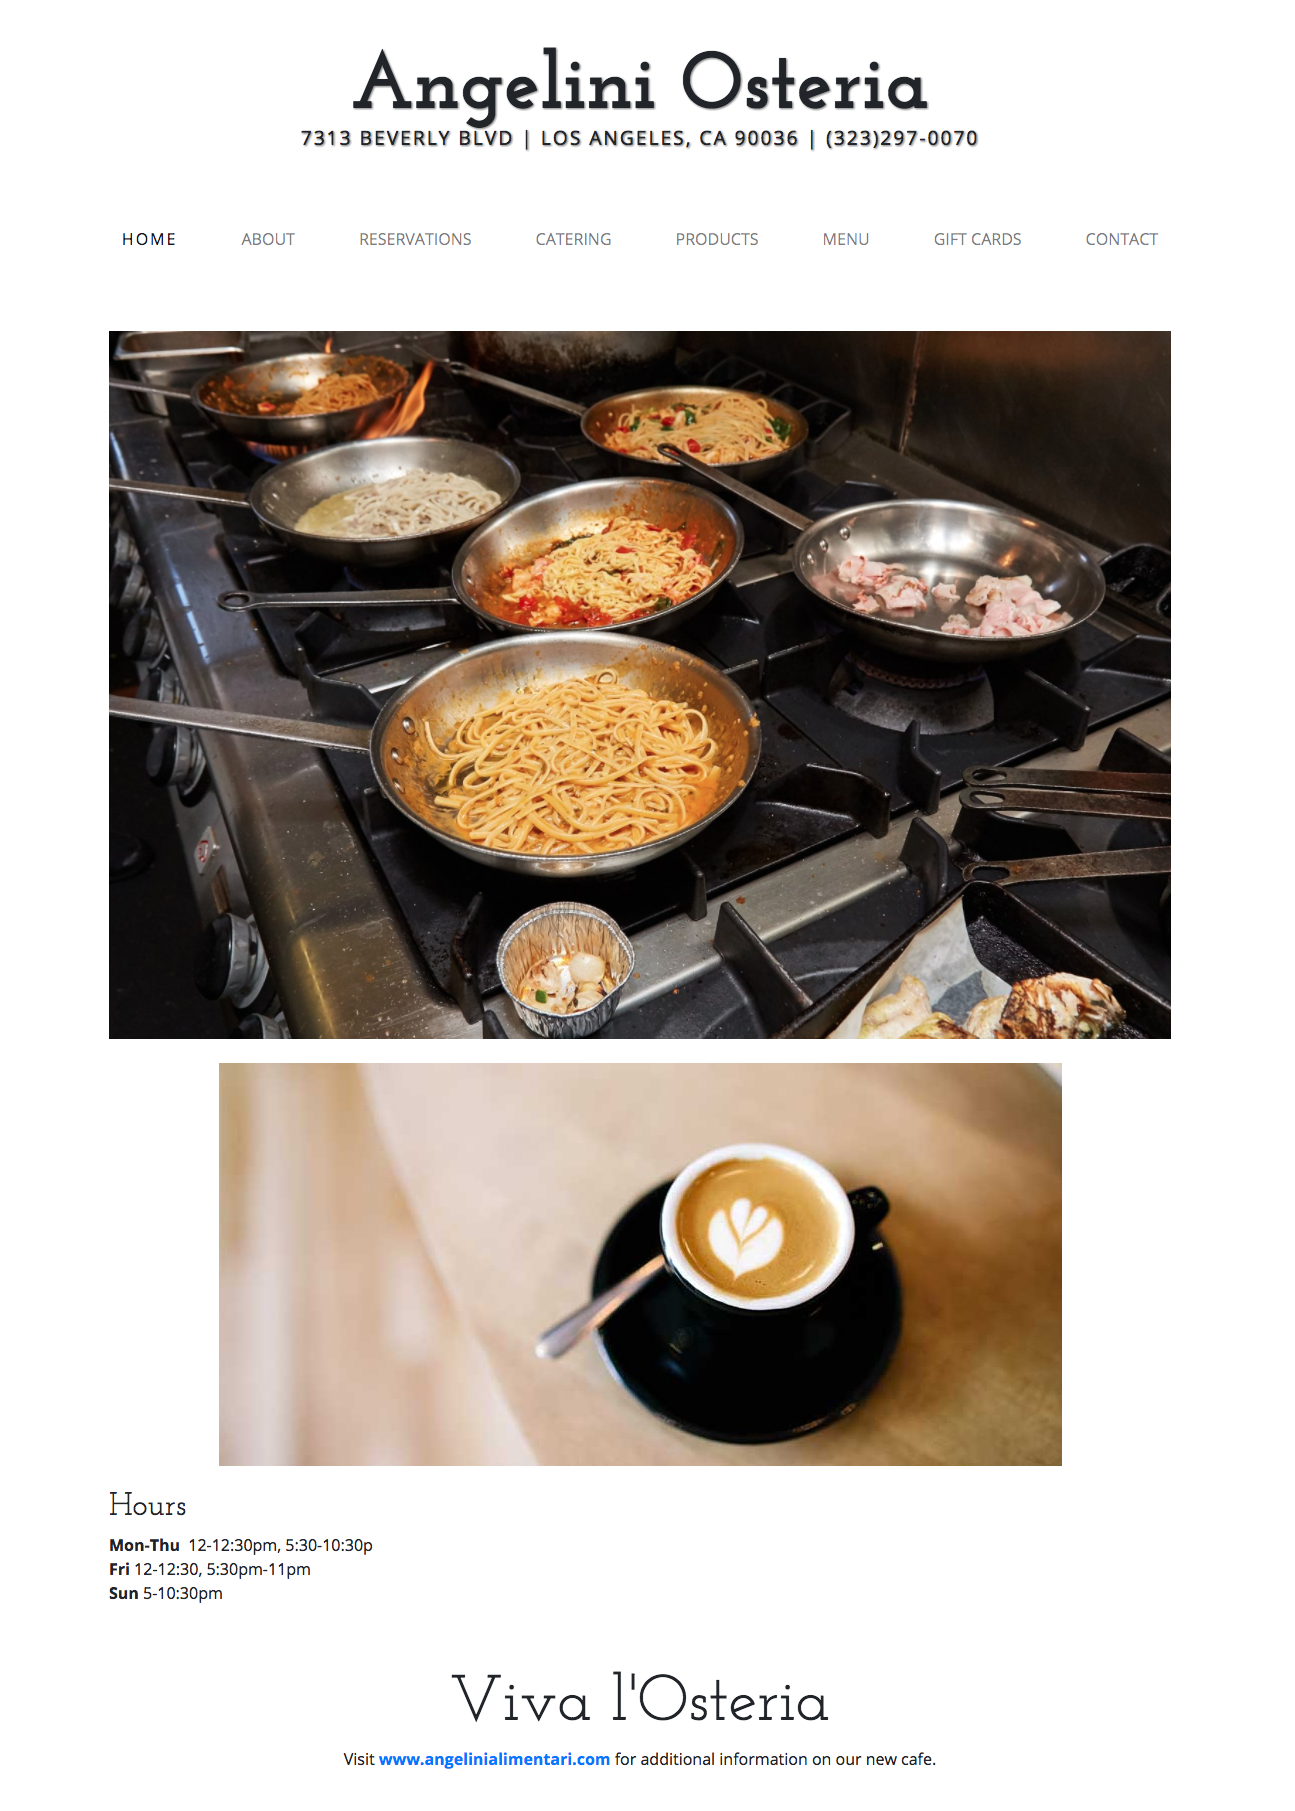 Angelini Osteria
7313 BEVERLY BLVD | LOS ANGELES, CA 90036 | (323)297-0070
HOME ABOUT RESERVATIONS CATERING PRODUCTS MENU GIFT CARDS CONTACT
Hours
Mon-Thu 12-12:30pm, 5:30-10:30p
Fri 12-12:30, 5:30pm-11pm
Sun 5-10:30pm
Viva l'Osteria
Visit www.angelinialimentari.com for additional information on our new cafe.